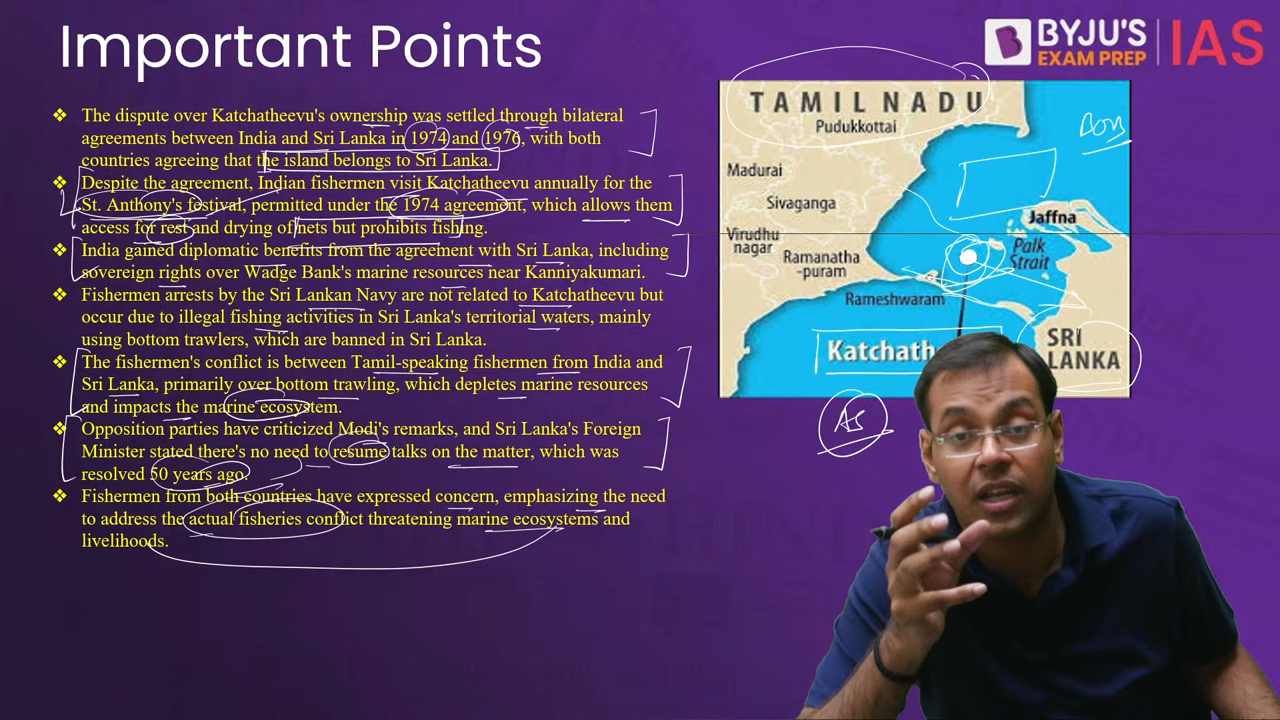 Important Points
BYJU'S
EXAM PREP
IAS
❖ The dispute over Katchatheevu's ownership was settled through bilateral
agreements between India and Sri Lanka in 1974 and 1976, with both
countries agreeing that the island belongs to Sri Lanka.
❖ Despite the agreement, Indian fishermen visit Katchatheevu annually for the
St. Anthony's festival, permitted under the 1974 agreement, which allows them
access for rest and drying of nets but prohibits fishing.
❖ India gained diplomatic benefits from the agreement with Sri Lanka, including
sovereign rights over Wadge Bank's marine resources near Kanniyakumari.
❖ Fishermen arrests by the Sri Lankan Navy are not related to Katchatheevu but
occur due to illegal fishing activities in Sri Lanka's territorial waters, mainly
using bottom trawlers, which are banned in Sri Lanka.
❖ The fishermen's conflict is between Tamil-speaking fishermen from India and
Sri Lanka, primarily over bottom trawling, which depletes marine resources
and impacts the marine ecosystem.
❖ Opposition parties have criticized Modi's remarks, and Sri Lanka's Foreign
Minister stated there's no need to resume talks on the matter, which was
resolved 50 years ago.
❖ Fishermen from both countries have expressed concern, emphasizing the need
to address the actual fisheries conflict threatening marine ecosystems and
livelihoods.
TAMIL NADU
Pudukkottai
Madurai
Sivaganga
Jaffna
Virudhu
nagar
Palk
Strait
Ramanatha
-puram
Rameshwaram
SRI
LANKA
Katchath